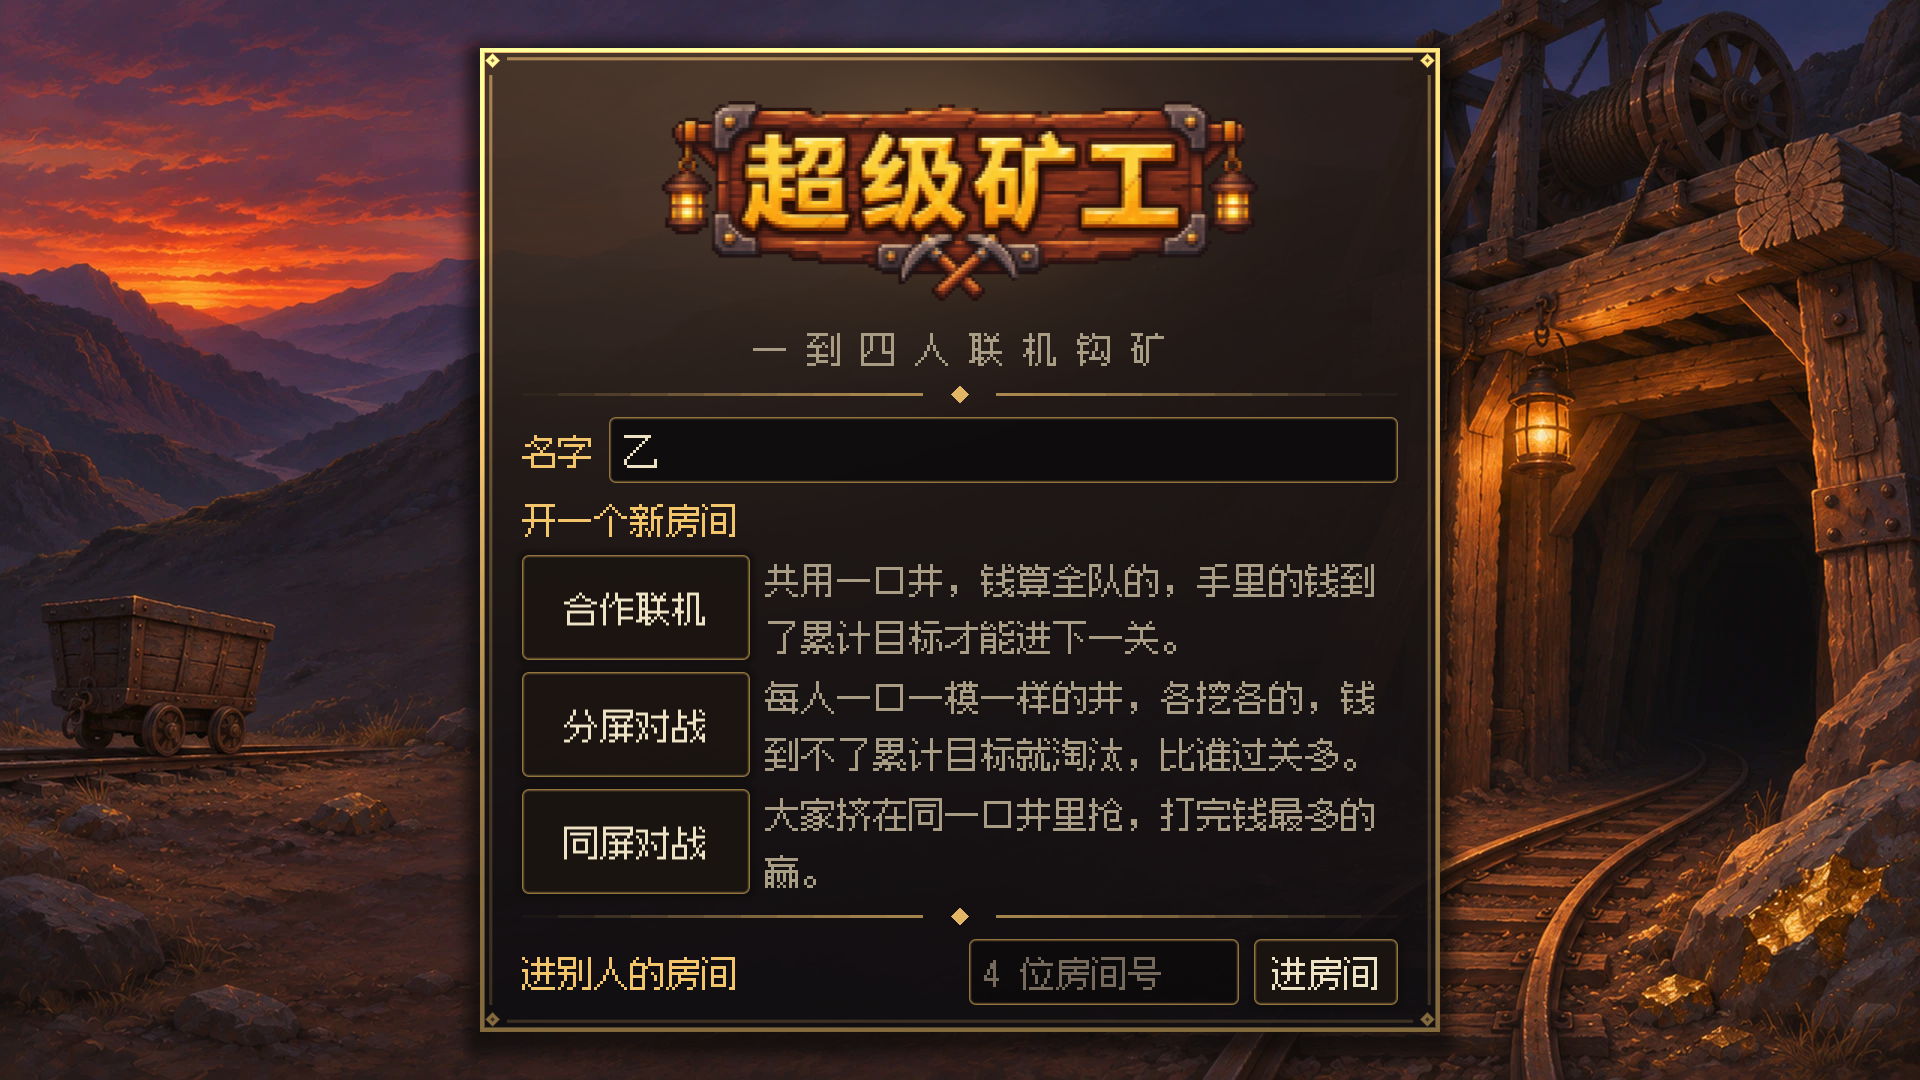 超级矿工
一到四人联机钩矿
名字
乙
开一个新房间
合作联机
共用一口井，钱算全队的，手里的钱到
了累计目标才能进下一关。
分屏对战
每人一口一模一样的井，各挖各的，钱
到不了累计目标就淘汰，比谁过关多。
同屏对战
大家挤在同一口井里抢，打完钱最多的
赢。
进别人的房间
4 位房间号
进房间